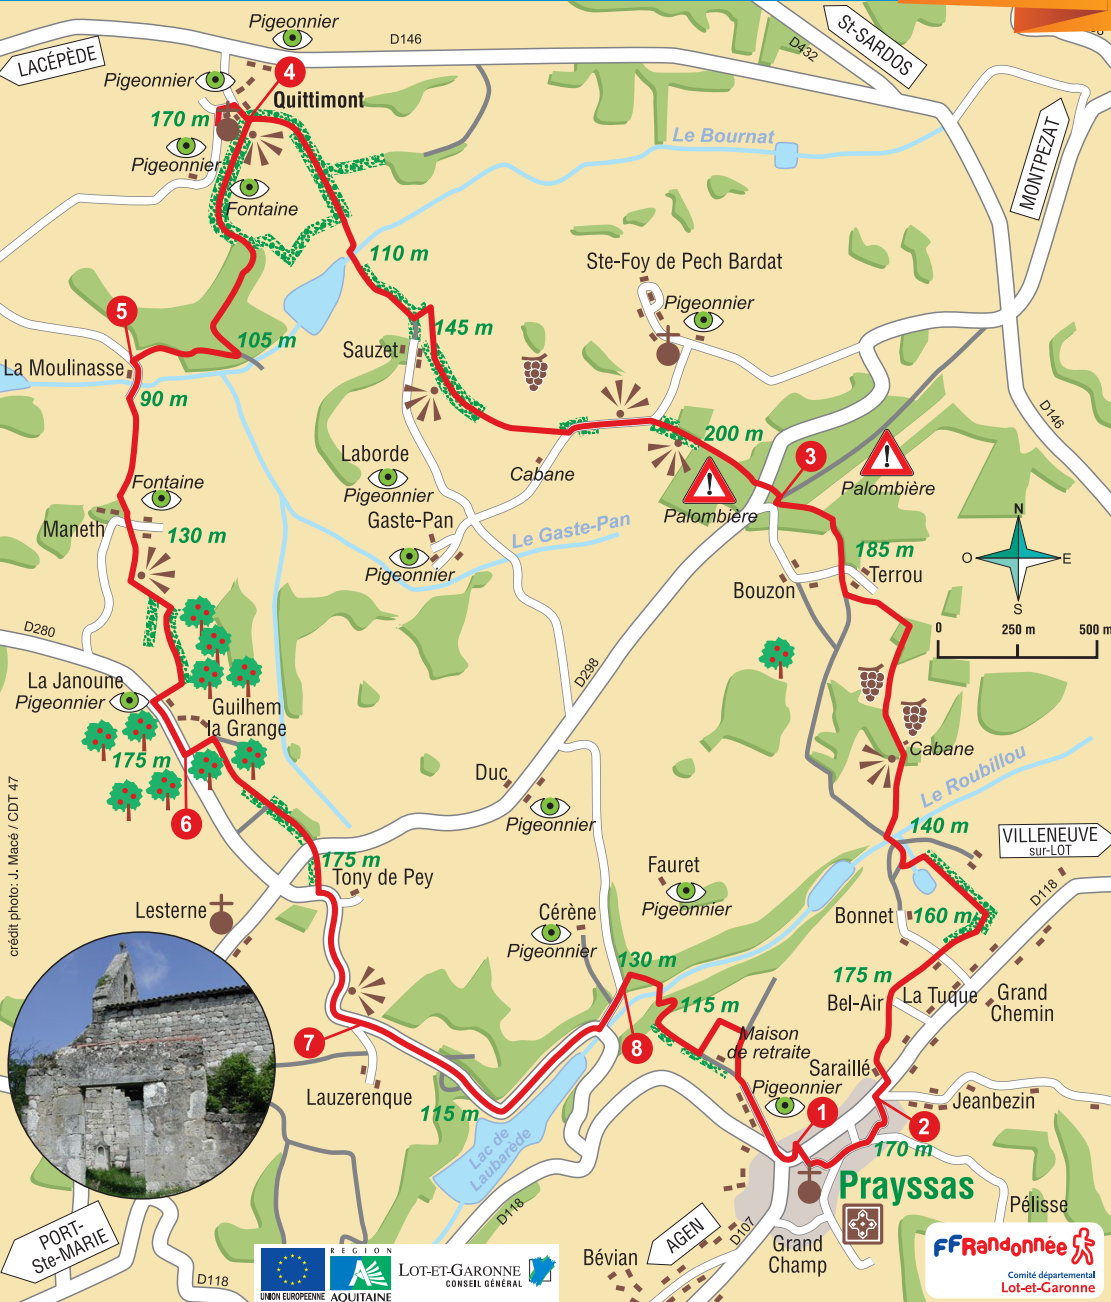 LACÉPÈDE
Pigeonnier
D146
St-SARDOS
D432
Pigeonnier
4
Quittimont
170 m
MONTPEZAT
Le Bournat
Pigeonnier
Fontaine
110 m
Ste-Foy de Pech Bardat
Pigeonnier
5
105 m
145 m
Sauzet
La Moulinasse
90 m
D146
200 m
3
Laborde
Pigeonnier
Cabane
Palombière
Palombière
Fontaine
Maneth
130 m
Gaste-Pan
Le Gaste-Pan
Pigeonnier
185 m
Terrou
Bouzon
N
O
E
S
0
250 m
500 m
D280
La Janoune
Pigeonnier
D298
Guilhem
la Grange
175 m
Cabane
Le Roubillou
Duc
Pigeonnier
6
140 m
VILLENEUVE
sur-LOT
D118
175 m
Tony de Pey
Fauret
Pigeonnier
Lesterne
Cérène
Pigeonnier
Bonnet
160 m
130 m
175 m
115 m
Bel-Air
La Tuque
Grand
Chemin
7
8
Maison
de retraite
Pigeonnier
Saraillé
Lauzerenque
115 m
1
2
Jeanbezin
170 m
Lac de
Laubarède
Prayssas
Pélisse
D118
AGEN
D107
Grand
Champ
Bévian
PORT-
Ste-MARIE
D118
crédit photo: J. Macé / CDT 47
UNION EUROPEENNE
REGION
AQUITAINE
LOT-ET-GARONNE
CONSEIL GÉNÉRAL
FFRandonnée
Comité départemental
Lot-et-Garonne